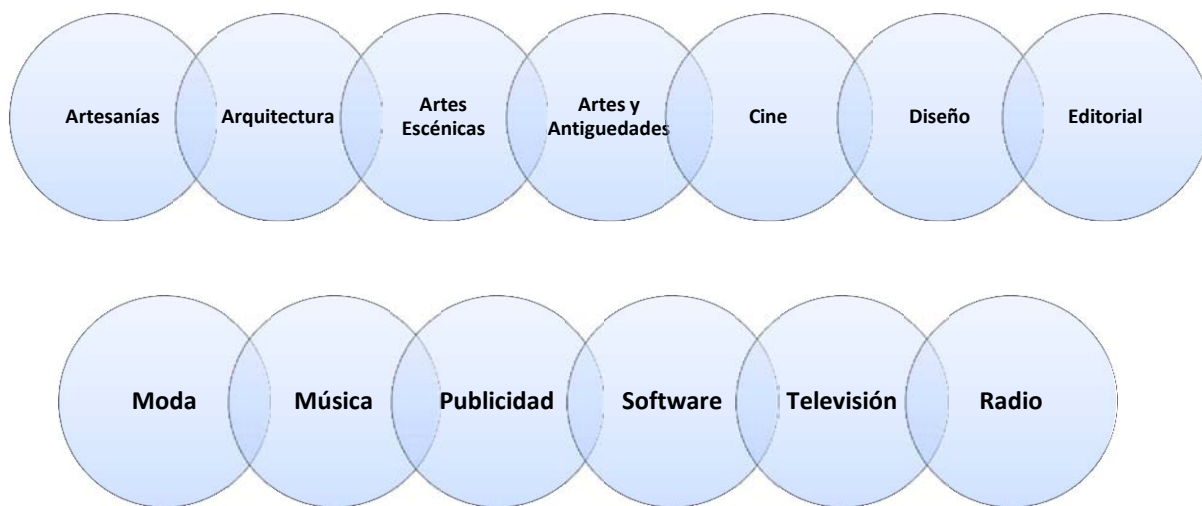 Artesanías
Arquitectura
Artes
Escénicas
Artes y
Antiguedades
Cine
Diseño
Editorial
Moda
Música
Publicidad
Software
Televisión
Radio